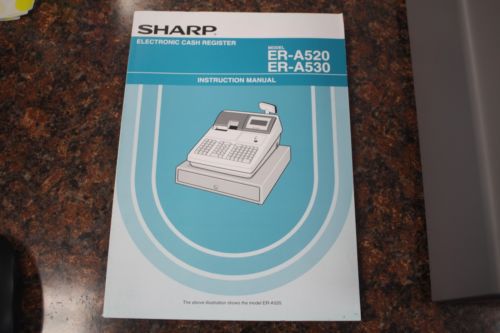 SHARP
ELECTRONIC CASH REGISTER
MODEL
ER-A520
ER-A530
INSTRUCTION MANUAL
The above illustration shows the model ER-A520.